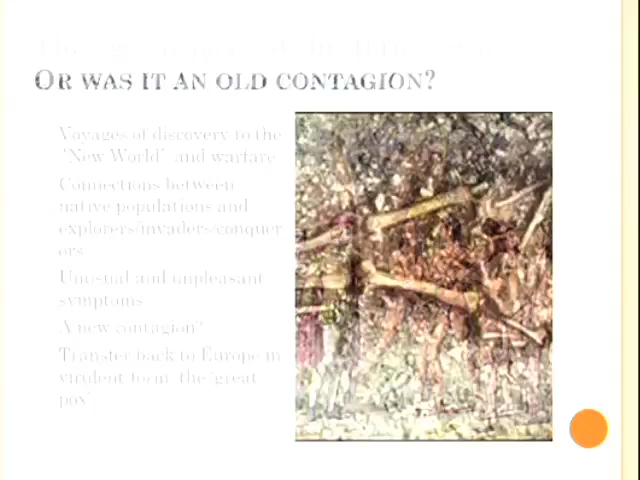 OR WAS IT AN OLD CONTAGION?
Voyages of discovery to the
"New World" and warfare
Connections between
native populations and
explorers/invaders/conquer
ors
Unusual and unpleasant
symptoms
A new contagion?
Transfer back to Europe in
virulent form the 'great
pox'